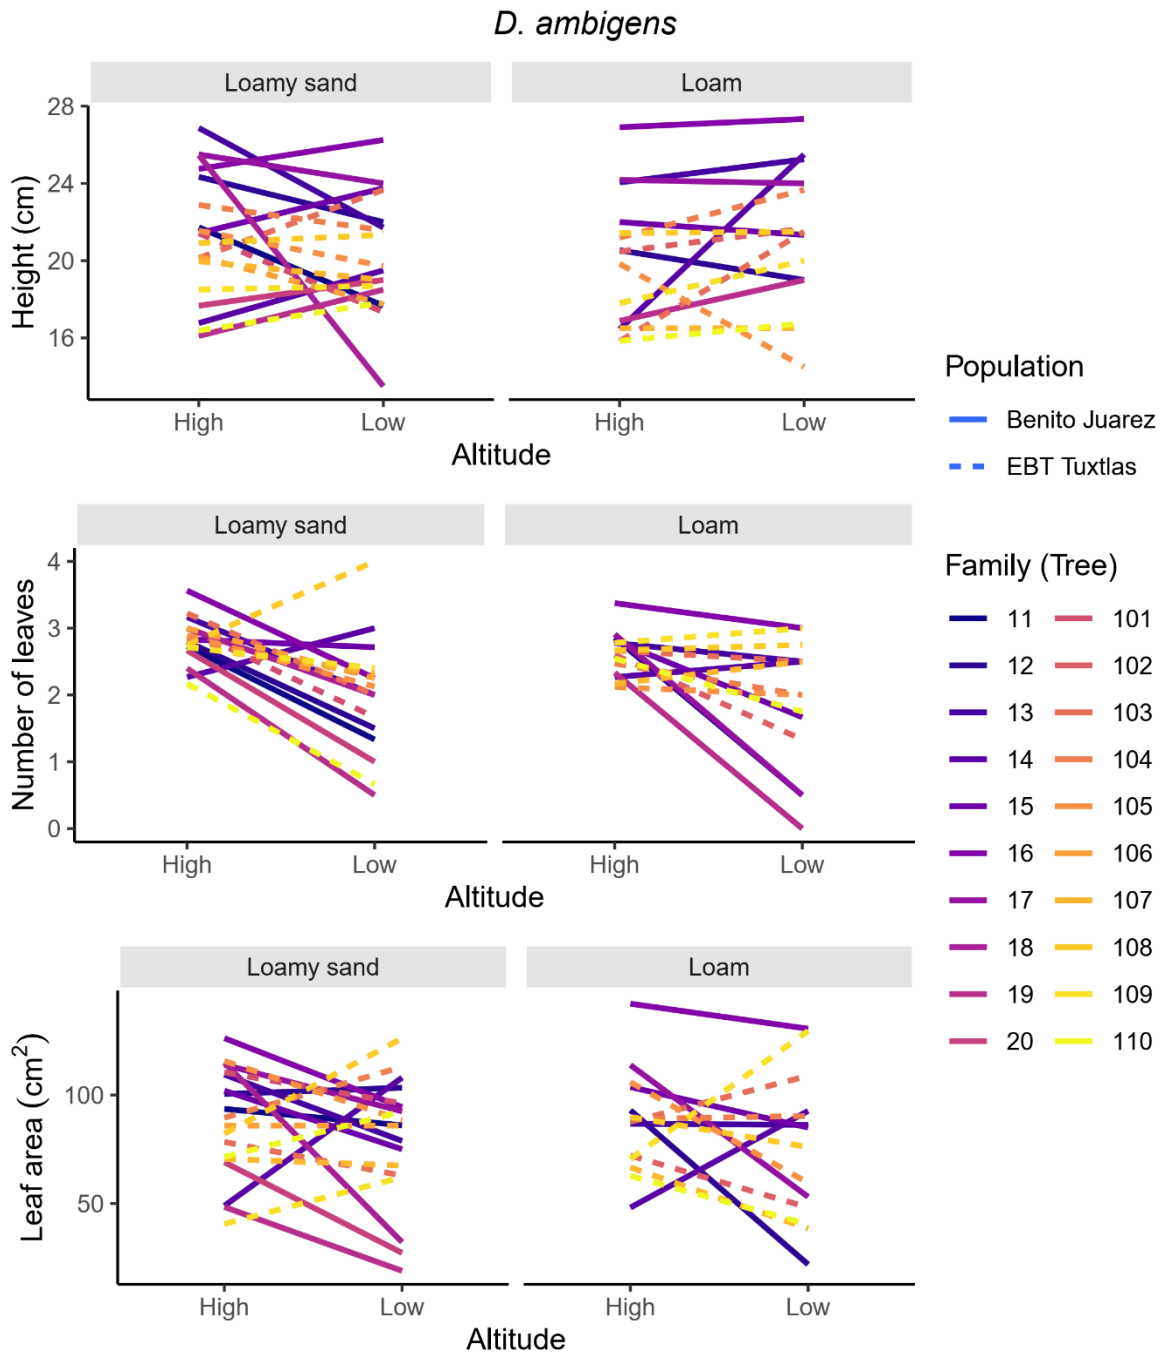 D. ambigens
Loamy sand Loam
28
24
20
16
Height (cm)
High Low High Low
Altitude
Population
Benito Juarez
EBT Tuxtlas
Loamy sand Loam
4
3
2
1
0
Number of leaves
High Low High Low
Altitude
Family (Tree)
11 101
12 102
13 103
14 104
15 105
16 106
17 107
18 108
19 109
20 110
Loamy sand Loam
100
50
Leaf area (cm²)
High Low High Low
Altitude